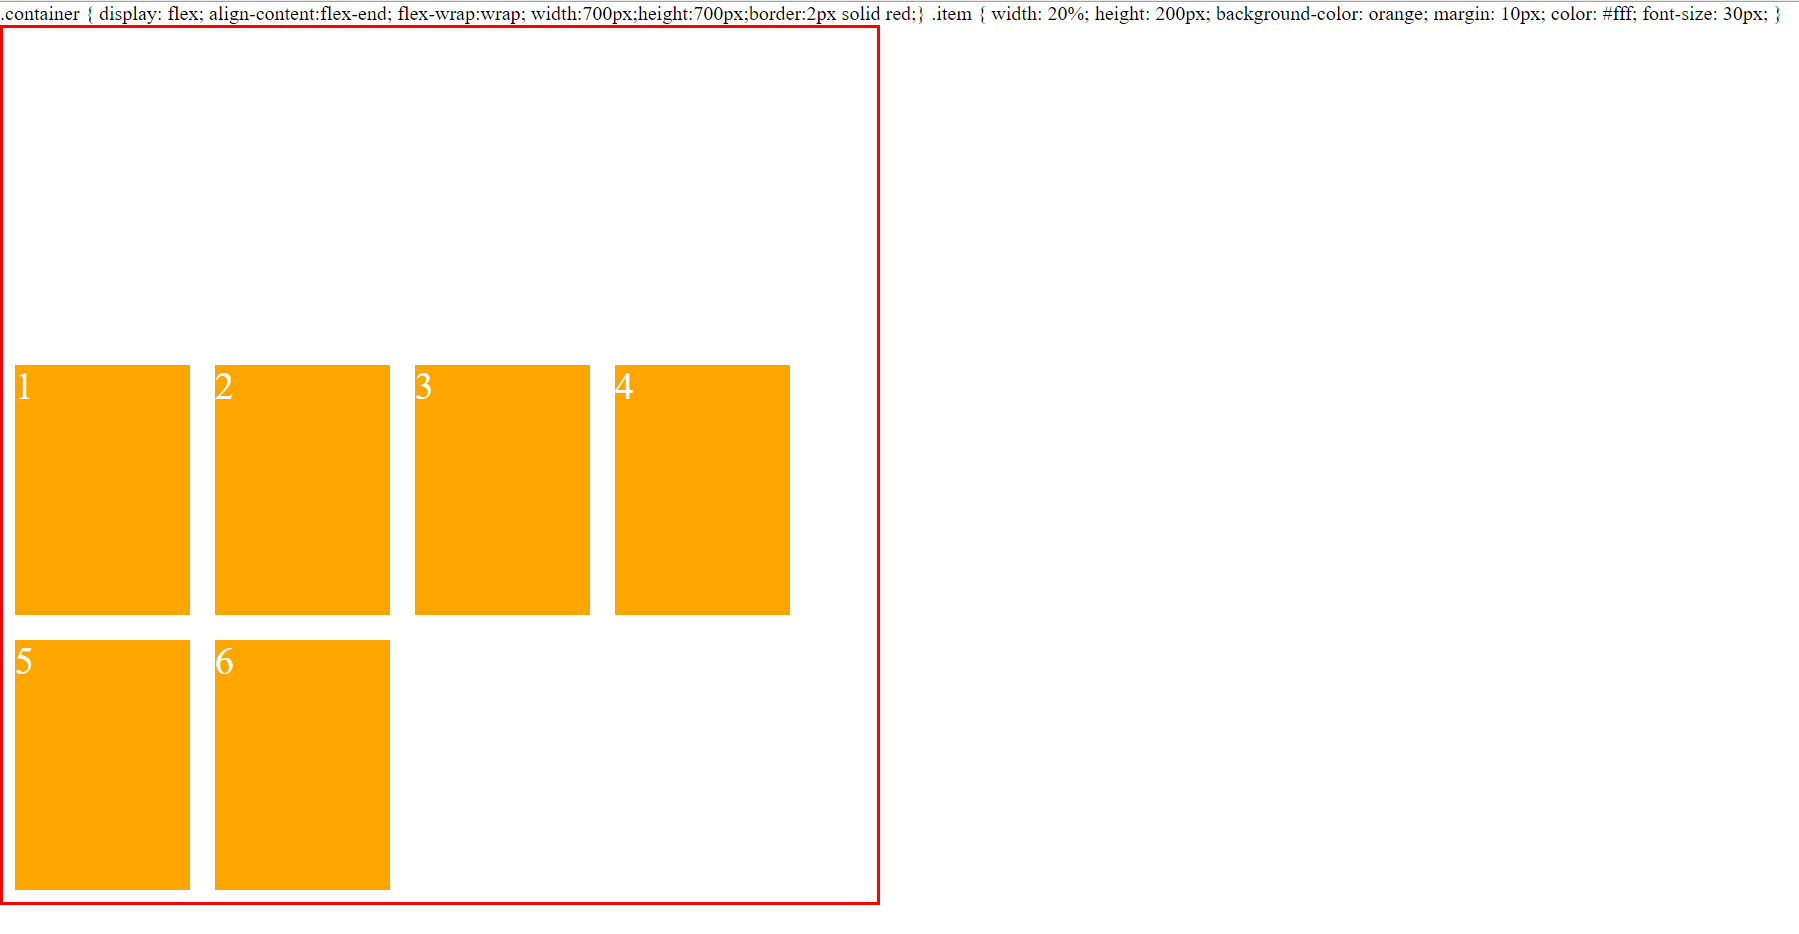 .container { display: flex; align-content:flex-end; flex-wrap:wrap; width:700px;height:700px;border:2px solid red;} .item { width: 20%; height: 200px; background-color: orange; margin: 10px; color: #fff; font-size: 30px; }
1 2 3 4
5 6